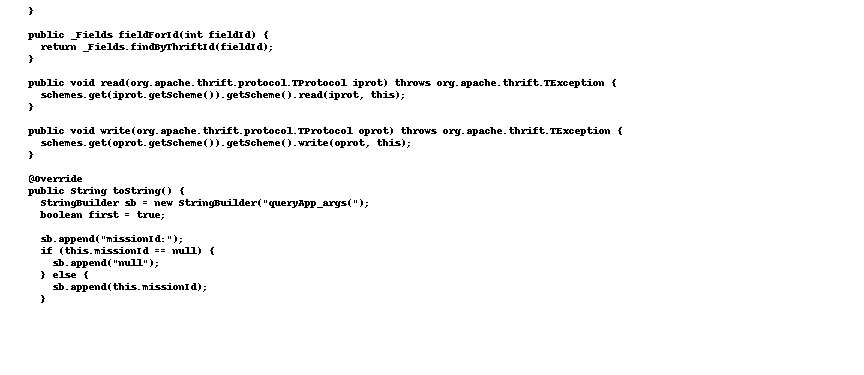 }
public _Fields fieldForId(int fieldId) {
return _Fields.findByThriftId(fieldId);
}
public void read(org.apache.thrift.protocol.TProtocol iprot) throws org.apache.thrift.TException {
schemes.get(iprot.getScheme()).getScheme().read(iprot, this);
}
public void write(org.apache.thrift.protocol.TProtocol oprot) throws org.apache.thrift.TException {
schemes.get(oprot.getScheme()).getScheme().write(oprot, this);
}
@Override
public String toString() {
StringBuilder sb = new StringBuilder("queryApp_args(");
boolean first = true;
sb.append("missionId:");
if (this.missionId == null) {
sb.append("null");
} else {
sb.append(this.missionId);
}